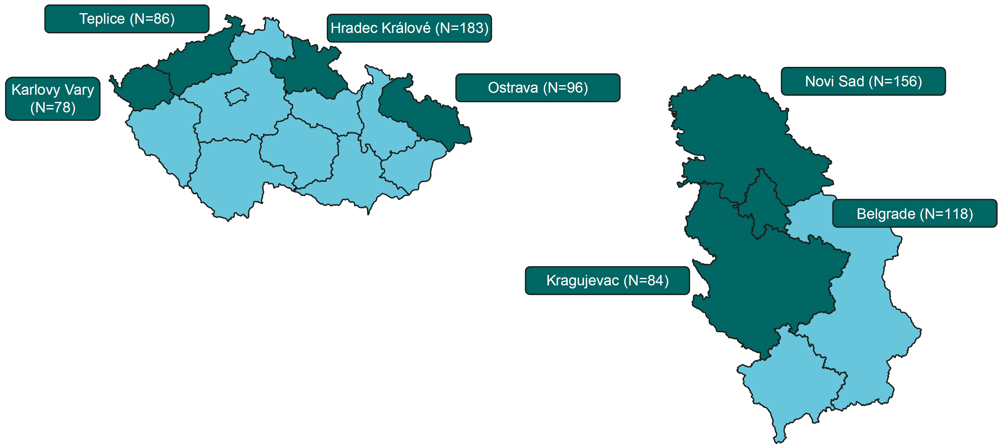 Teplice (N=86)
Hradec Králové (N=183)
Karlovy Vary
(N=78)
Ostrava (N=96)
Novi Sad (N=156)
Belgrade (N=118)
Kragujevac (N=84)